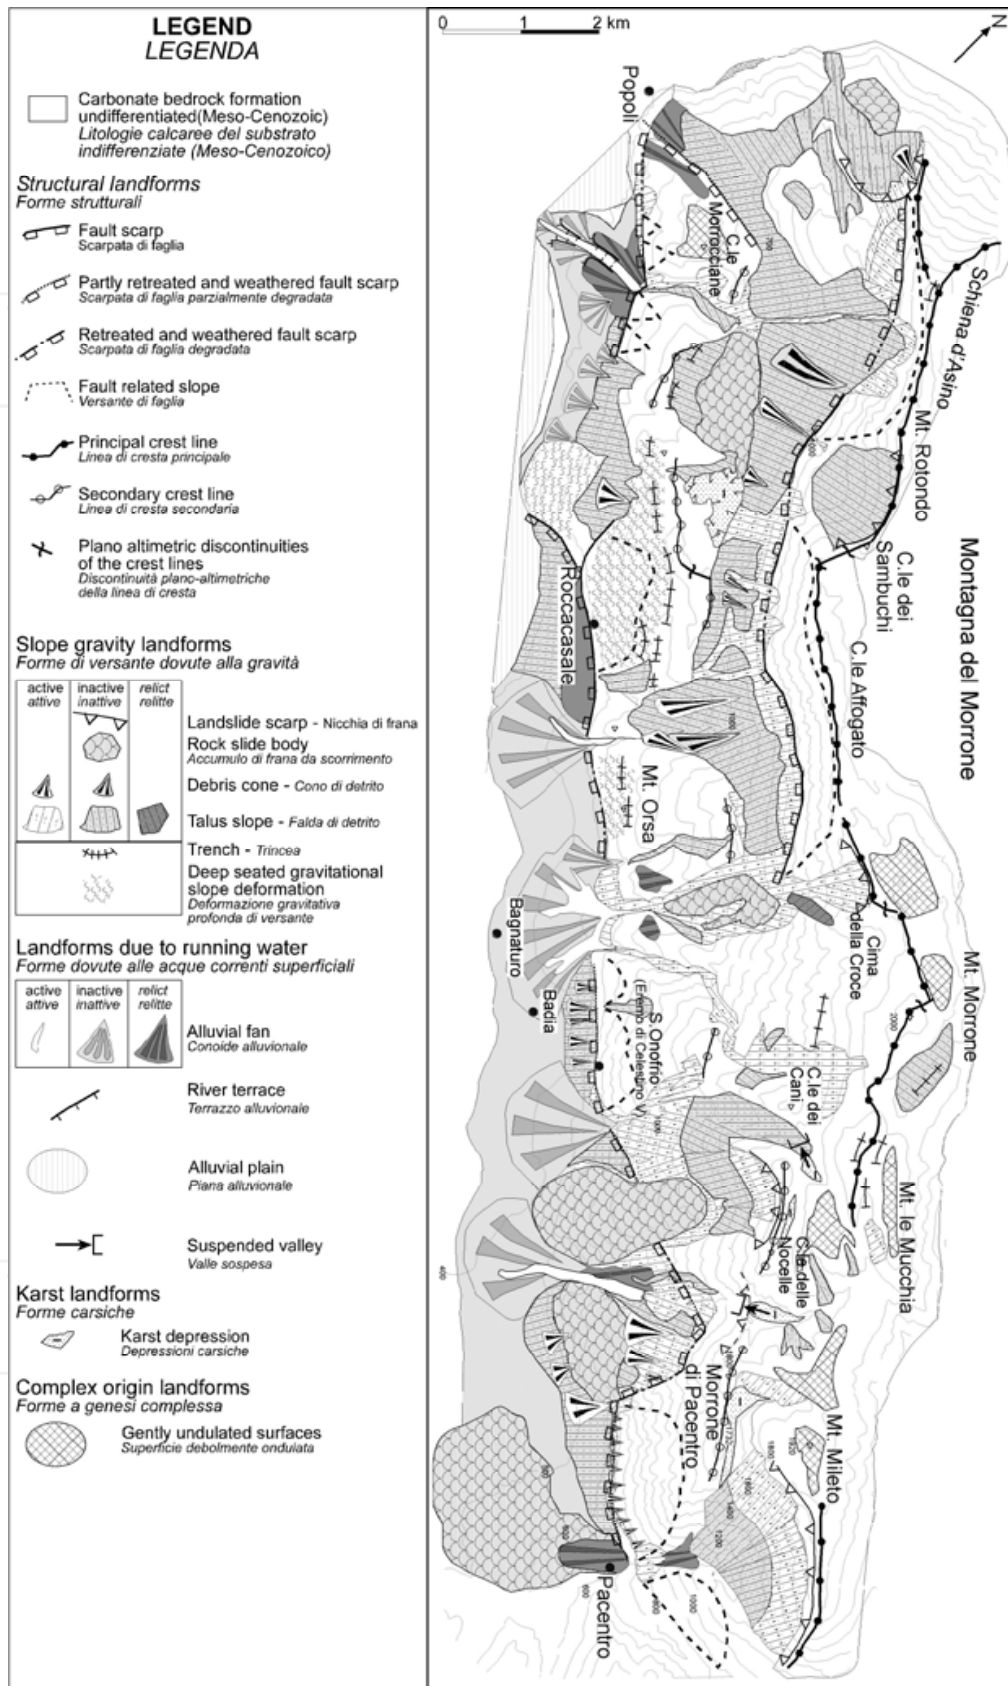 LEGEND
LEGENDA
Carbonate bedrock formation
undifferentiated(Meso-Cenozoic)
Litologie calcaree del substrato
indifferenziate (Meso-Cenozoico)
Structural landforms
Forme strutturali
Fault scarp
Scarpata di faglia
Partly retreated and weathered fault scarp
Scarpata di faglia parzialmente degradata
Retreated and weathered fault scarp
Scarpata di faglia degradata
Fault related slope
Versante di faglia
Principal crest line
Linea di cresta principale
Secondary crest line
Linea di cresta secondaria
Plano altimetric discontinuities
of the crest lines
Discontinuità plano-altimetriche
della linea di cresta
Slope gravity landforms
Forme di versante dovute alla gravità
active
attive
inactive
inattive
relict
relitte
Landslide scarp - Nicchia di frana
Rock slide body
Accumulo di frana da scorrimento
Debris cone - Cono di detrito
Talus slope - Falda di detrito
Trench - Trincea
Deep seated gravitational
slope deformation
Deformazione gravitativa
profonda di versante
Landforms due to running water
Forme dovute alle acque correnti superficiali
active
attive
inactive
inattive
relict
relitte
Alluvial fan
Conoide alluvionale
River terrace
Terrazzo alluvionale
Alluvial plain
Piana alluvionale
Suspended valley
Valle sospesa
Karst landforms
Forme carsiche
Karst depression
Depressioni carsiche
Complex origin landforms
Forme a genesi complessa
Gently undulated surfaces
Superficie debolmente ondulata
0 1 2 km
N
Popoli
C.le
Morrocciane
700
Schiena d'Asino
Mt. Rotondo
1000
C.le dei
Sambuchi
Montagna del Morrone
Roccacasale
C.le Affogato
1000
Mt. Orsa
Cima
della Croce
Bagnaturo
Mt. Morrone
2000
Badia
S.Onofrio
(Eremo di Celestino V)
C.le dei
Cani
1000
Mt. le Mucchia
C.le delle
Nocelle
400
Morrone
di Pacentro
Mt. Mileto
1800
1400
1200
Pacentro
600
1000